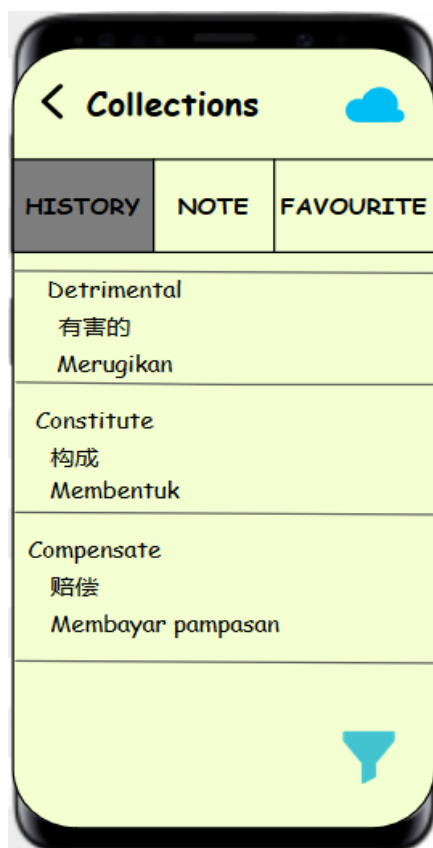 Collections
HISTORY NOTE FAVOURITE
Detrimental
有害的
Merugikan
Constitute
构成
Membentuk
Compensate
赔偿
Membayar pampasan